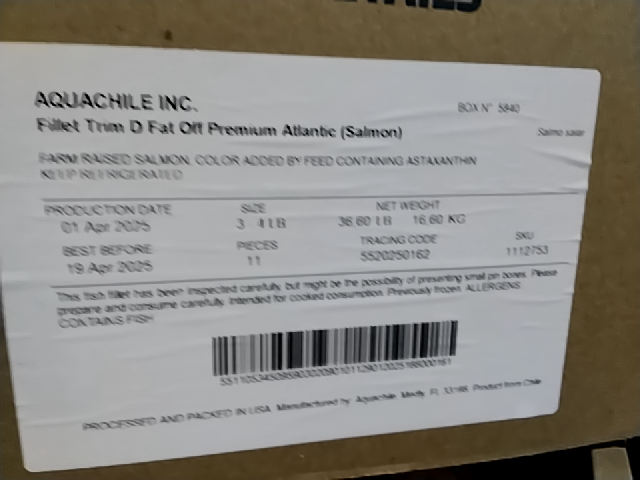 AQUACHILE INC.
BOX N° 5840
Fillet Trim D Fat Off Premium Atlantic (Salmon)
Salmo salar
FARM RAISED SALMON. COLOR ADDED BY FEED CONTAINING ASTAXANTHIN
KEEP REFRIGERATED
PRODUCTION DATE SIZE NET WEIGHT
01 Apr 2025 3 4 LB 36.60 LB 16.60 KG
BEST BEFORE PIECES TRACING CODE SKU
19 Apr 2025 11 5520250162 1112753
This fish fillet has been inspected carefully, but might be the possibility of presenting small pin bones. Please
prepare and consume carefully. Intended for cooked consumption. Previously frozen. ALLERGENS:
CONTAINS FISH
PROCESSED AND PACKED IN USA. Manufactured by: Aquachile. Medly, Fl. 33166. Product from Chile